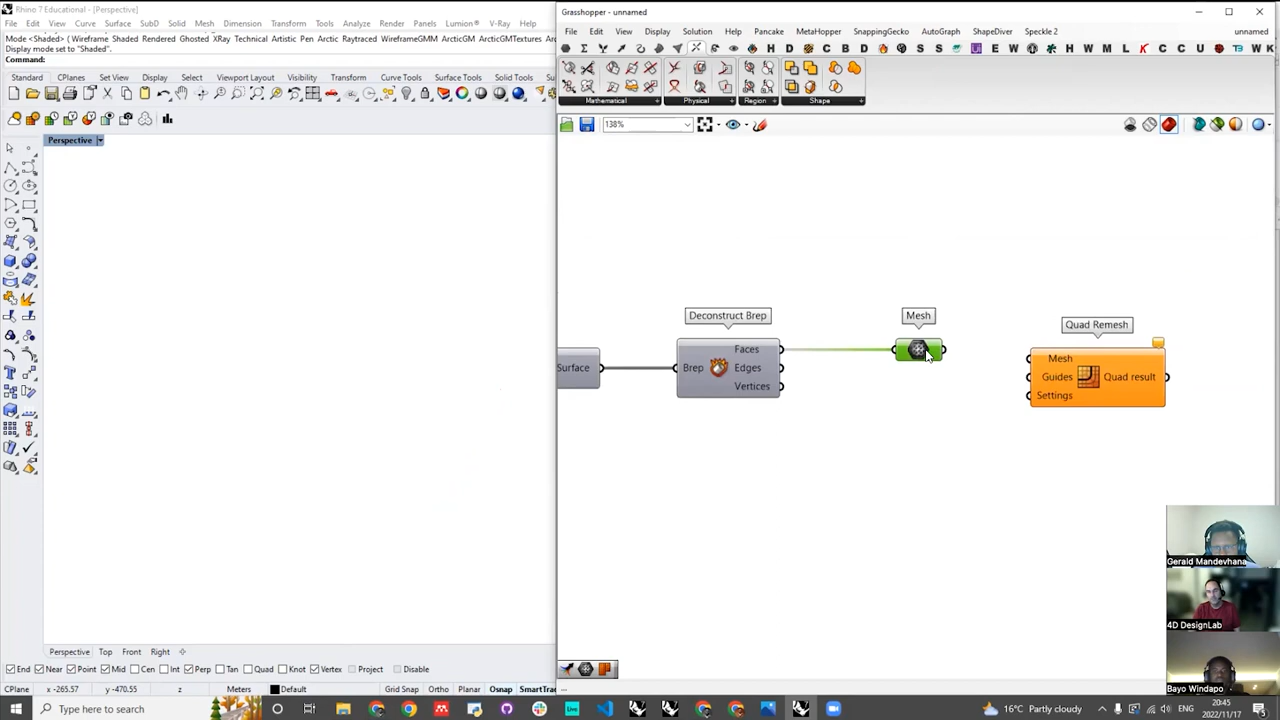 Rhino 7 Educational - [Perspective]
File Edit View Curve Surface SubD Solid Mesh Dimension Transform Tools Analyze Render Panels Lumion® V-Ray
Mode <Shaded> ( Wireframe Shaded Rendered Ghosted XRay Technical Artistic Pen Arctic Raytraced WireframeGMM ArcticGMTextures
Display mode set to "Shaded".
Command:
Standard CPlanes Set View Display Select Viewport Layout Visibility Transform Curve Tools Surface Tools Solid Tools
Perspective
Grasshopper - unnamed
File Edit View Display Solution Help Pancake MetaHopper SnappingGecko AutoGraph ShapeDiver Speckle 2 unnamed
H D C B D H O S S U E W H M L K C C U T W K
Mathematical + Physical + Region + Shape +
138%
Deconstruct Brep
Mesh
Quad Remesh
Surface
Brep
Faces
Edges
Vertices
Mesh
Guides
Settings
Quad result
Perspective Top Front Right
End Near Point Mid Cen Int Perp Tan Quad Knot Vertex Project Disable
CPlane x -265.57 y -470.55 z Meters Default Grid Snap Ortho Planar Osnap SmartTrac
...
Gerald Mandevhana
4D DesignLab
Bayo Windapo
Type here to search
Live
16°C Partly cloudy
ENG
20:45
2022/11/17